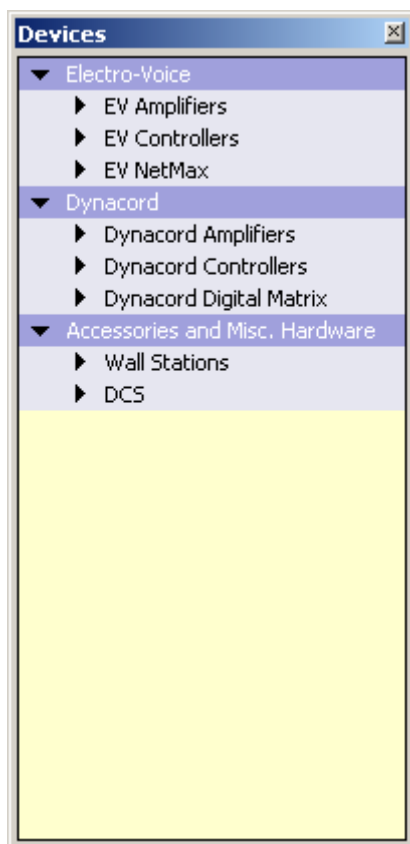 Devices
Electro-Voice
EV Amplifiers
EV Controllers
EV NetMax
Dynacord
Dynacord Amplifiers
Dynacord Controllers
Dynacord Digital Matrix
Accessories and Misc. Hardware
Wall Stations
DCS